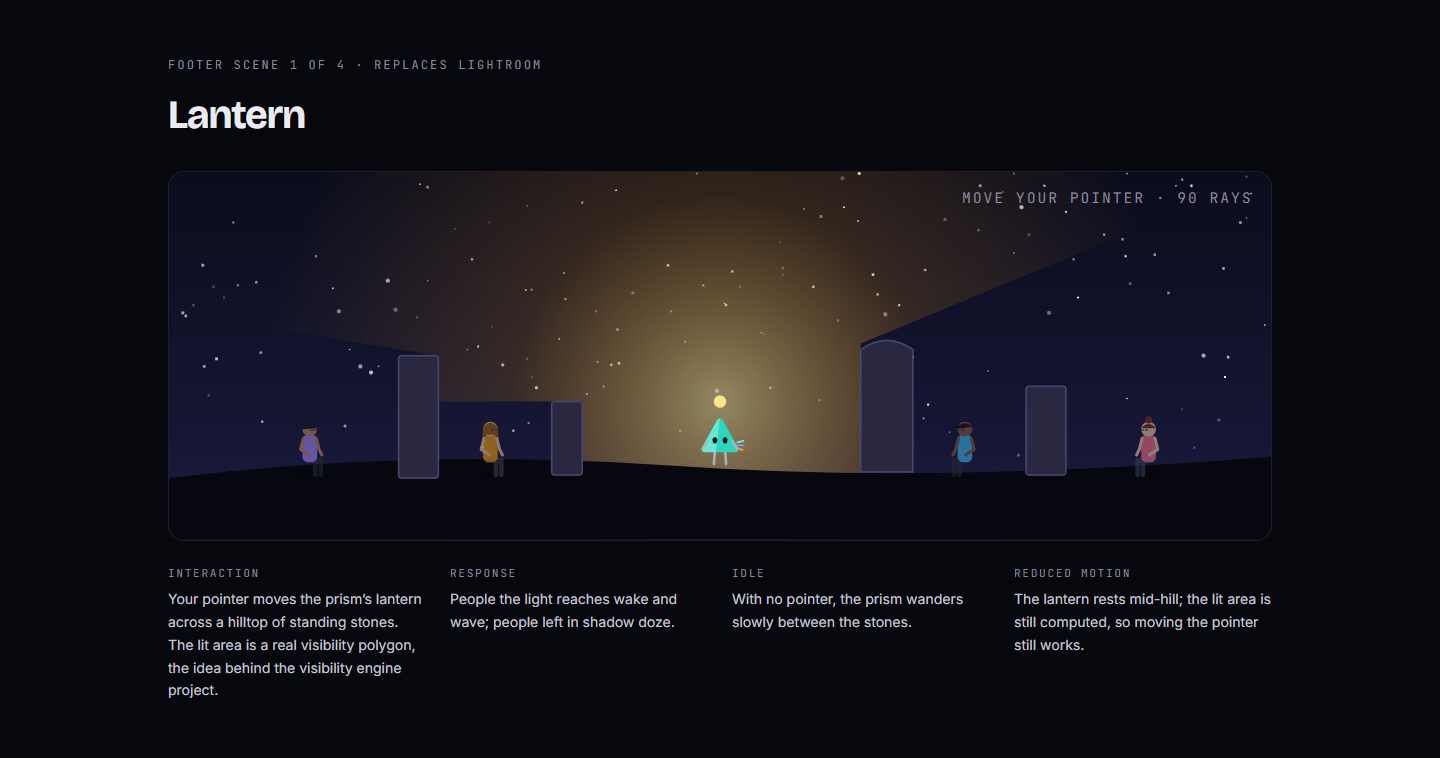 FOOTER SCENE 1 OF 4 · REPLACES LIGHTROOM
Lantern
MOVE YOUR POINTER · 90 RAYS
INTERACTION
Your pointer moves the prism’s lantern
across a hilltop of standing stones.
The lit area is a real visibility polygon,
the idea behind the visibility engine
project.
RESPONSE
People the light reaches wake and
wave; people left in shadow doze.
IDLE
With no pointer, the prism wanders
slowly between the stones.
REDUCED MOTION
The lantern rests mid-hill; the lit area is
still computed, so moving the pointer
still works.